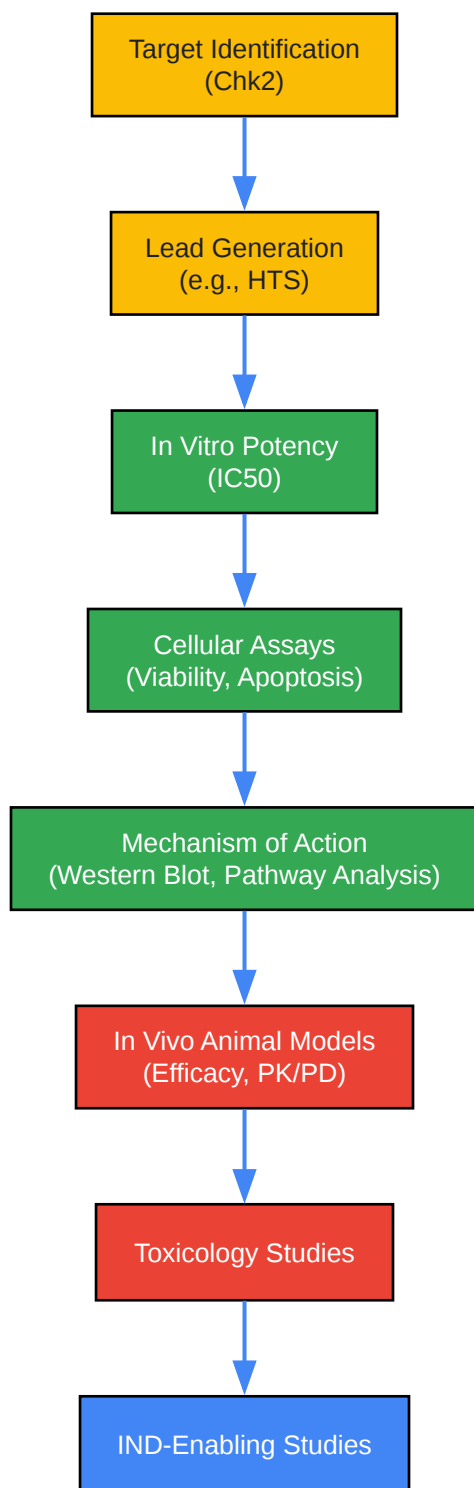 Target Identification
(Chk2)
Lead Generation
(e.g., HTS)
In Vitro Potency
(IC50)
Cellular Assays
(Viability, Apoptosis)
Mechanism of Action
(Western Blot, Pathway Analysis)
In Vivo Animal Models
(Efficacy, PK/PD)
Toxicology Studies
IND-Enabling Studies